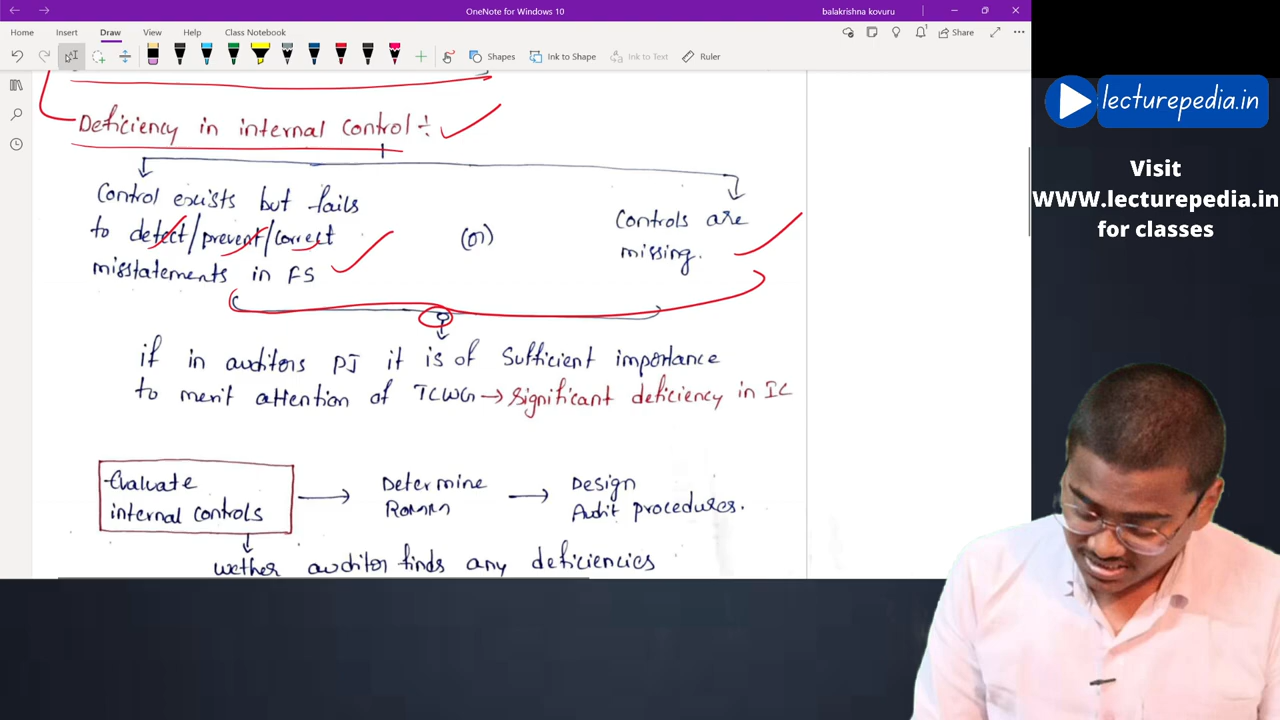 OneNote for Windows 10
balakrishna kovuru
Home Insert Draw View Help Class Notebook
Share
Shapes Ink to Shape Ink to Text Ruler
Deficiency in internal Control ÷
Control exists but fails
to detect/prevent/correct
misstatements in FS
(or)
Controls are
missing.
if in auditors PJ it is of Sufficient importance
to merit attention of TCWG → significant deficiency in IC
Evaluate
internal controls
Determine
ROMM
Design
Audit procedures.
wether auditor finds any deficiencies
lecturepedia.in
Visit
WWW.lecturepedia.in
for classes